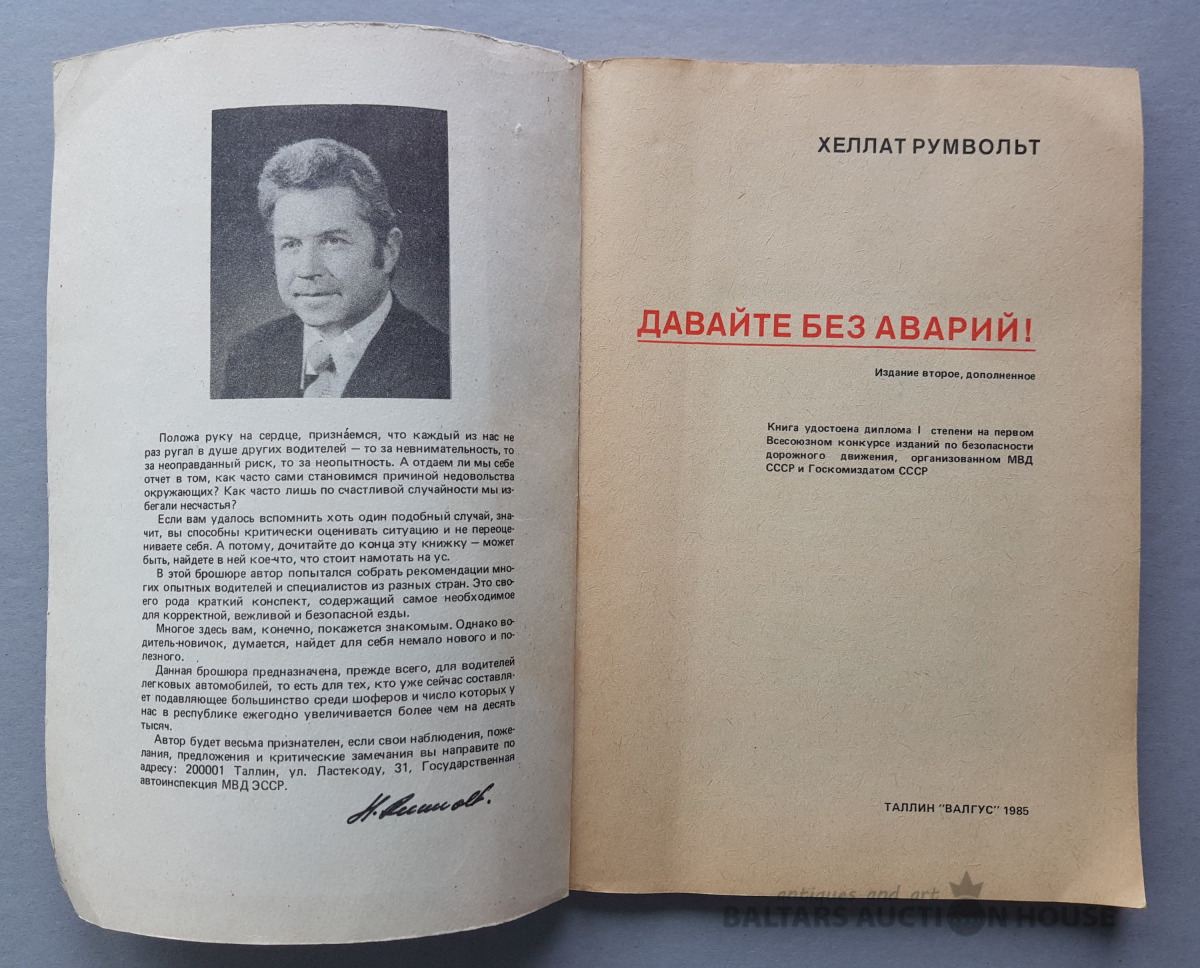 Положа руку на сердце, призна́емся, что каждый из нас не
раз ругал в душе других водителей — то за невнимательность, то
за неоправданный риск, то за неопытность. А отдаем ли мы себе
отчет в том, как часто сами становимся причиной недовольства
окружающих? Как часто лишь по счастливой случайности мы из-
бегали несчастья?
Если вам удалось вспомнить хоть один подобный случай, зна-
чит, вы способны критически оценивать ситуацию и не переоце-
ниваете себя. А потому, дочитайте до конца эту книжку — может
быть, найдете в ней кое-что, что стоит намотать на ус.
В этой брошюре автор попытался собрать рекомендации мно-
гих опытных водителей и специалистов из разных стран. Это сво-
его рода краткий конспект, содержащий самое необходимое
для корректной, вежливой и безопасной езды.
Многое здесь вам, конечно, покажется знакомым. Однако во-
дитель-новичок, думается, найдет для себя немало нового и по-
лезного.
Данная брошюра предназначена, прежде всего, для водителей
легковых автомобилей, то есть для тех, кто уже сейчас составля-
ет подавляющее большинство среди шоферов и число которых у
нас в республике ежегодно увеличивается более чем на десять
тысяч.
Автор будет весьма признателен, если свои наблюдения, поже-
лания, предложения и критические замечания вы направите по
адресу: 200001 Таллин, ул. Ластекоду, 31, Государственная
автоинспекция МВД ЭССР.
ХЕЛЛАТ РУМВОЛЬТ
ДАВАЙТЕ БЕЗ АВАРИЙ!
Издание второе, дополненное
Книга удостоена диплома I степени на первом
Всесоюзном конкурсе изданий по безопасности
дорожного движения, организованном МВД
СССР и Госкомиздатом СССР
ТАЛЛИН "ВАЛГУС" 1985
antiques and art
BALTARS AUCTION HOUSE